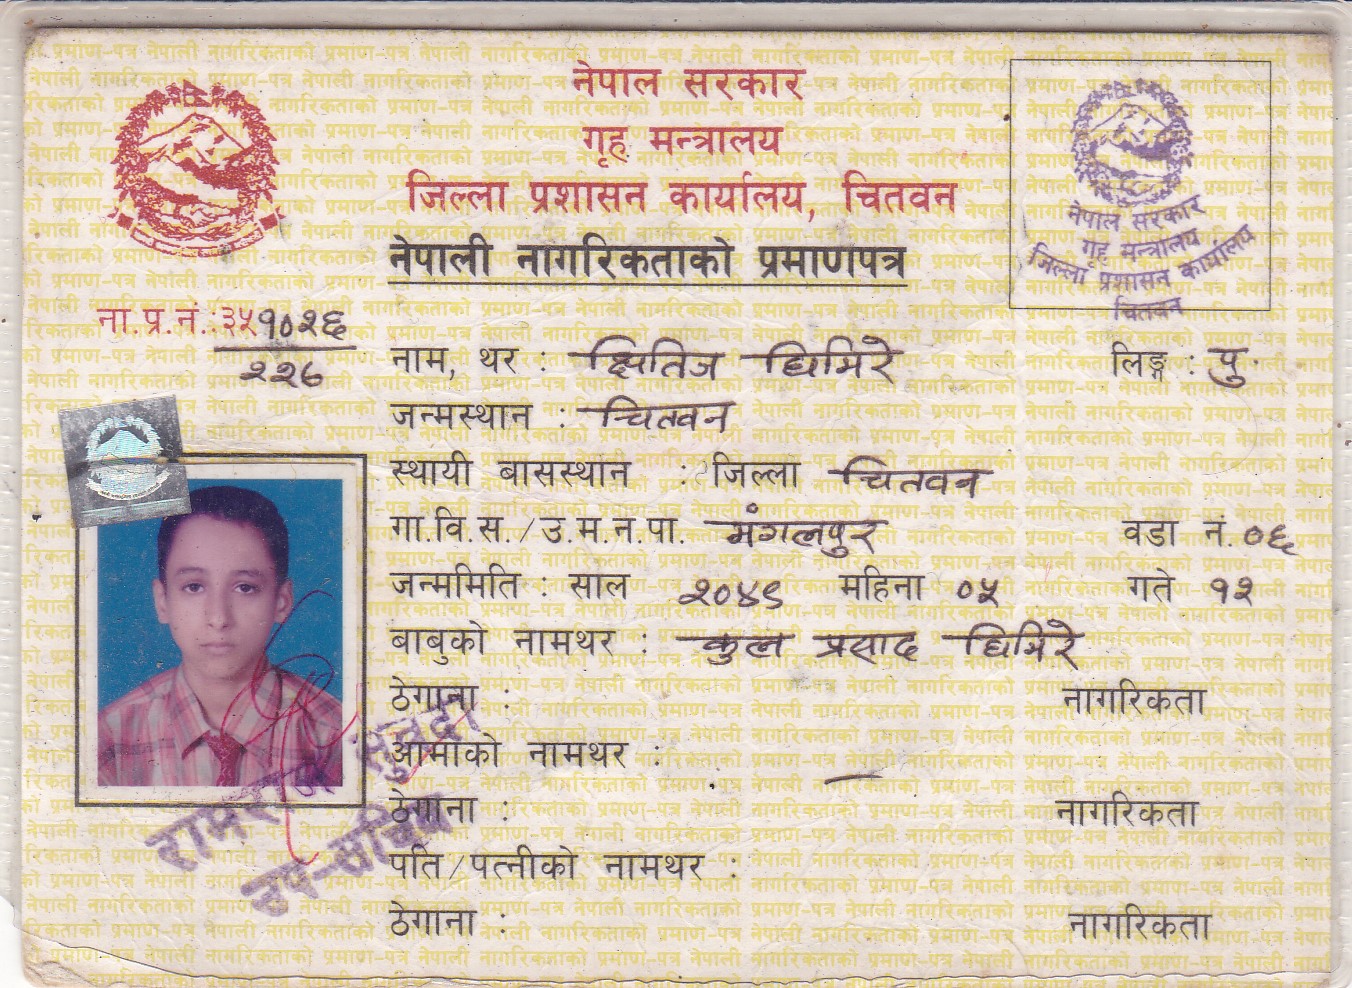 नेपाल सरकार
गृह मन्त्रालय
जिल्ला प्रशासन कार्यालय, चितवन
नेपाली नागरिकताको प्रमाणपत्र
नेपाल सरकार
गृह मन्त्रालय
जिल्ला प्रशासन कार्यालय
चितवन
ना.प्र.नं.: ३५१०२६
२२७
नाम, थर : क्षितिज घिमिरे लिङ्ग : पु.
जन्मस्थान : चितवन
स्थायी बासस्थान : जिल्ला चितवन
गा.वि.स./उ.म.न.पा. मंगलपुर वडा नं. ०६
जन्ममिति : साल २०४९ महिना ०५ गते १२
बाबुको नामथर : कुल प्रसाद घिमिरे
ठेगाना : नागरिकता
आमाको नामथर : —
ठेगाना : नागरिकता
पति/पत्नीको नामथर :
ठेगाना : नागरिकता